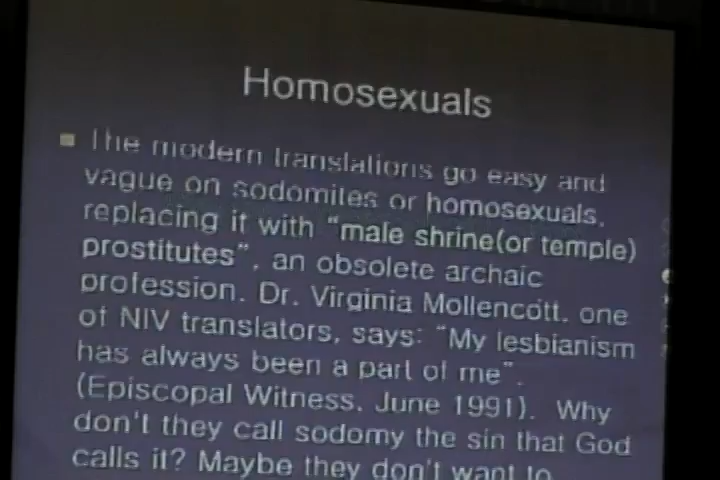 Homosexuals
The modern translations go easy and
vague on sodomites or homosexuals,
replacing it with "male shrine(or temple)
prostitutes", an obsolete archaic
profession. Dr. Virginia Mollencott, one
of NIV translators, says: "My lesbianism
has always been a part of me".
(Episcopal Witness, June 1991). Why
don't they call sodomy the sin that God
calls it? Maybe they don't want to